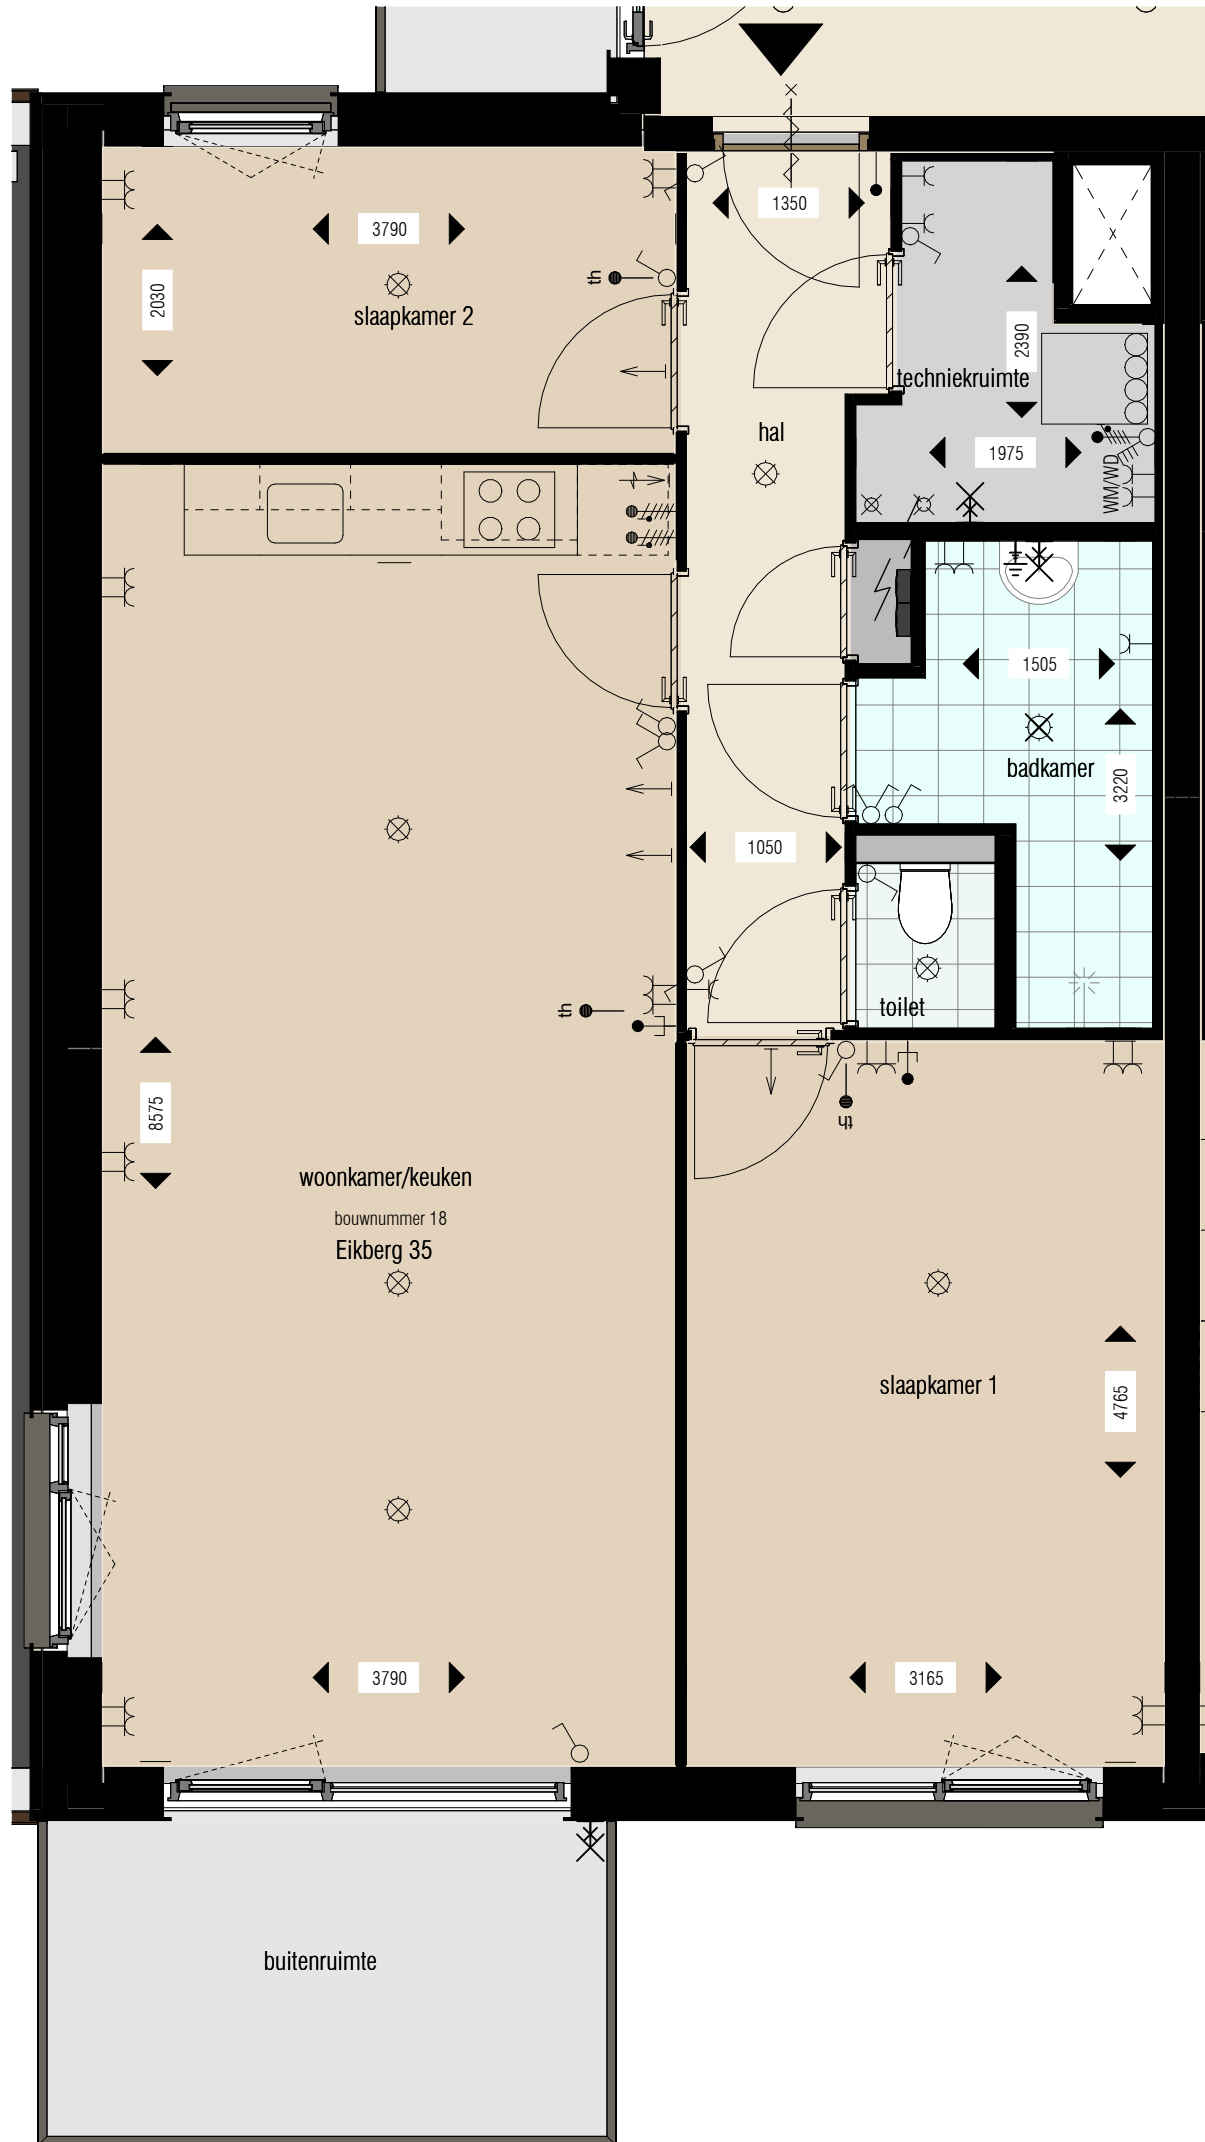 1350
3790
2030
th
slaapkamer 2
2390
techniekruimte
hal
1975
WM/WD
1505
badkamer
3220
1050
toilet
th
th
8575
woonkamer/keuken
bouwnummer 18
Eikberg 35
slaapkamer 1
4765
3790
3165
buitenruimte